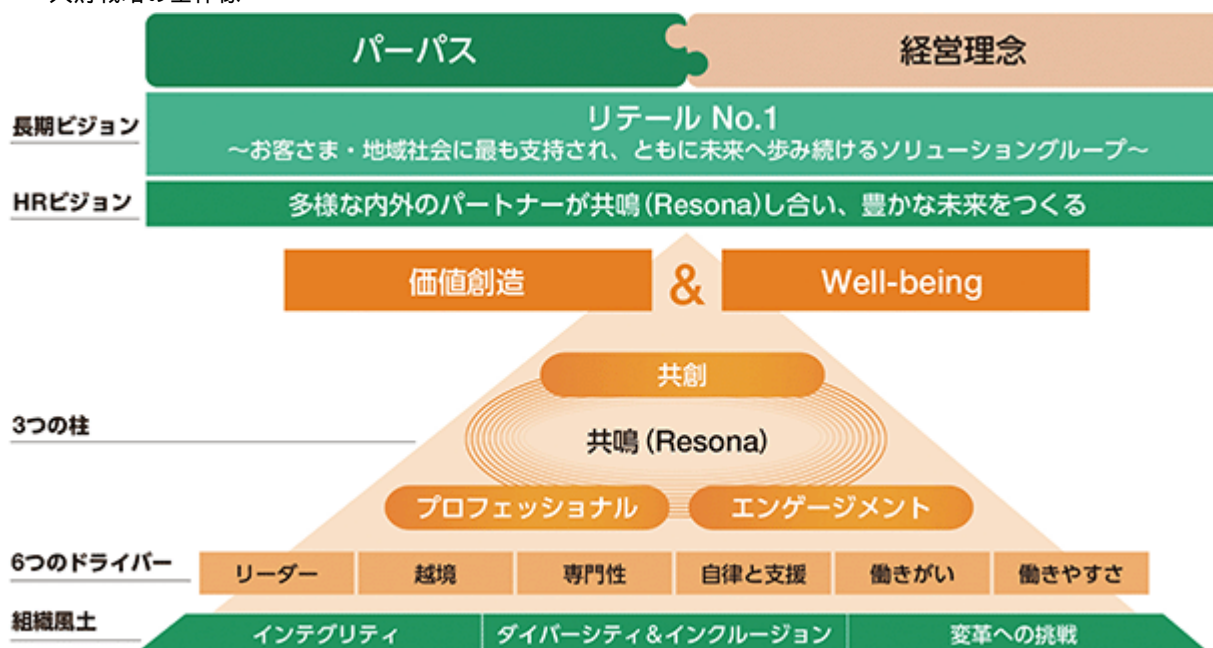 パーパス
経営理念
長期ビジョン
リテール No.1
～お客さま・地域社会に最も支持され、ともに未来へ歩み続けるソリューショングループ～
HRビジョン
多様な内外のパートナーが共鳴(Resona)し合い、豊かな未来をつくる
価値創造
&
Well-being
共創
3つの柱
共鳴(Resona)
プロフェッショナル
エンゲージメント
6つのドライバー
リーダー
越境
専門性
自律と支援
働きがい
働きやすさ
組織風土
インテグリティ
ダイバーシティ&インクルージョン
変革への挑戦